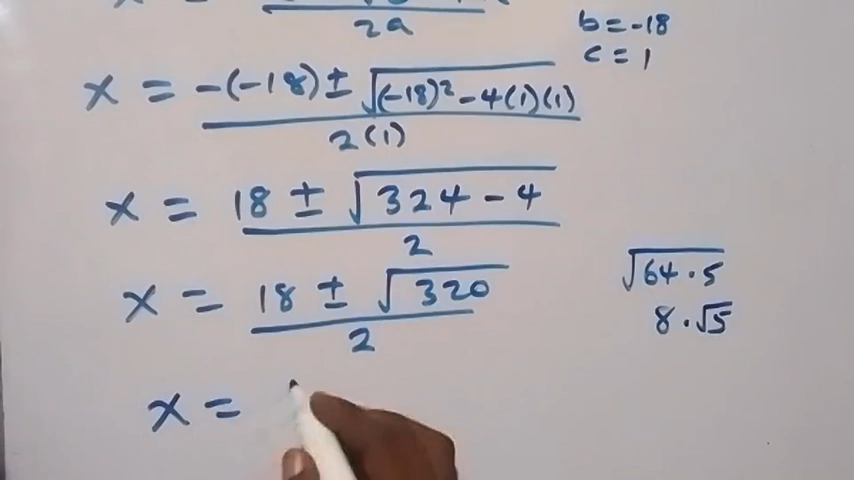 2a
b = -18
c = 1
x = -(-18) ± √(-18)² - 4(1)(1)
2(1)
x = 18 ± √324 - 4
2
x = 18 ± √320
2
√64 · 5
8 · √5
x =